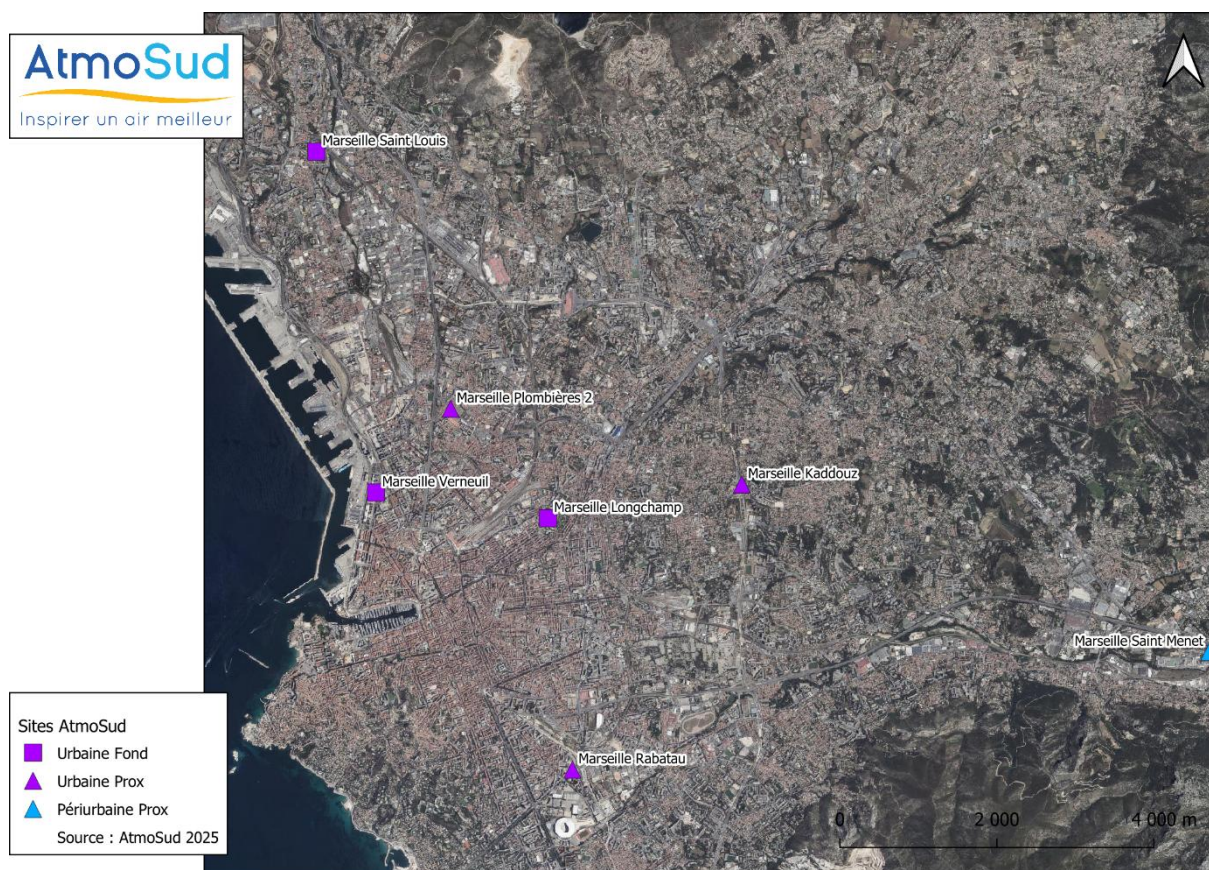 AtmoSud
Inspirer un air meilleur
Marseille Saint Louis
Marseille Plombières 2
Marseille Verneuil
Marseille Kaddouz
Marseille Longchamp
Marseille Saint Menet
Marseille Rabatau
Sites AtmoSud
Urbaine Fond
Urbaine Prox
Périurbaine Prox
Source : AtmoSud 2025
0 2 000 4 000 m